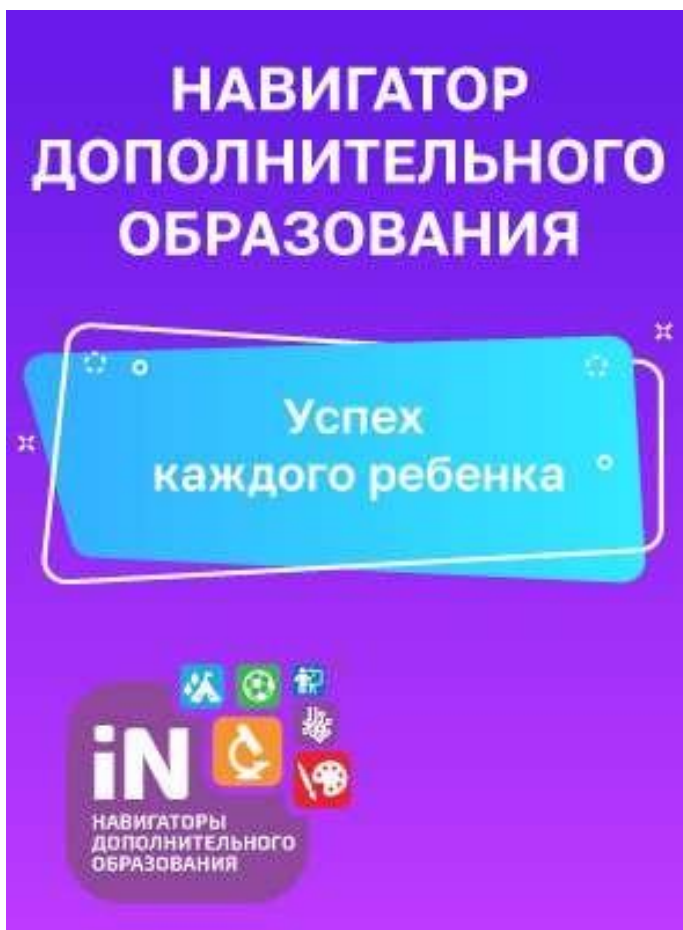 НАВИГАТОР
ДОПОЛНИТЕЛЬНОГО
ОБРАЗОВАНИЯ
Успех
каждого ребенка
iN
НАВИГАТОРЫ
ДОПОЛНИТЕЛЬНОГО
ОБРАЗОВАНИЯ